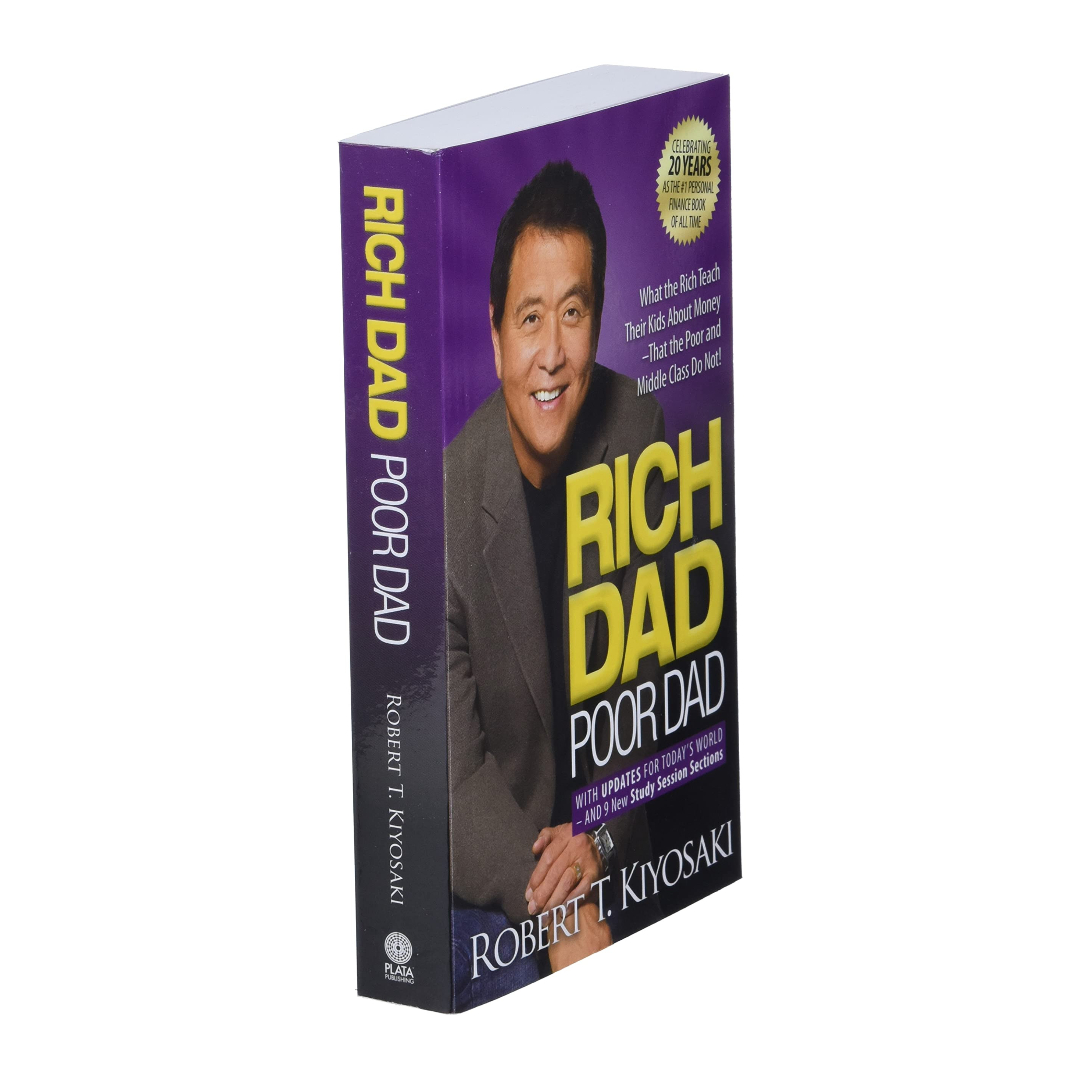 RICH DAD POOR DAD
ROBERT T. KIYOSAKI
PLATA
PUBLISHING
CELEBRATING
20 YEARS
AS THE #1 PERSONAL
FINANCE BOOK
OF ALL TIME
What the Rich Teach
Their Kids About Money
–That the Poor and
Middle Class Do Not!
RICH
DAD
POOR DAD
WITH UPDATES FOR TODAY'S WORLD
– AND 9 New Study Session Sections
ROBERT T. KIYOSAKI